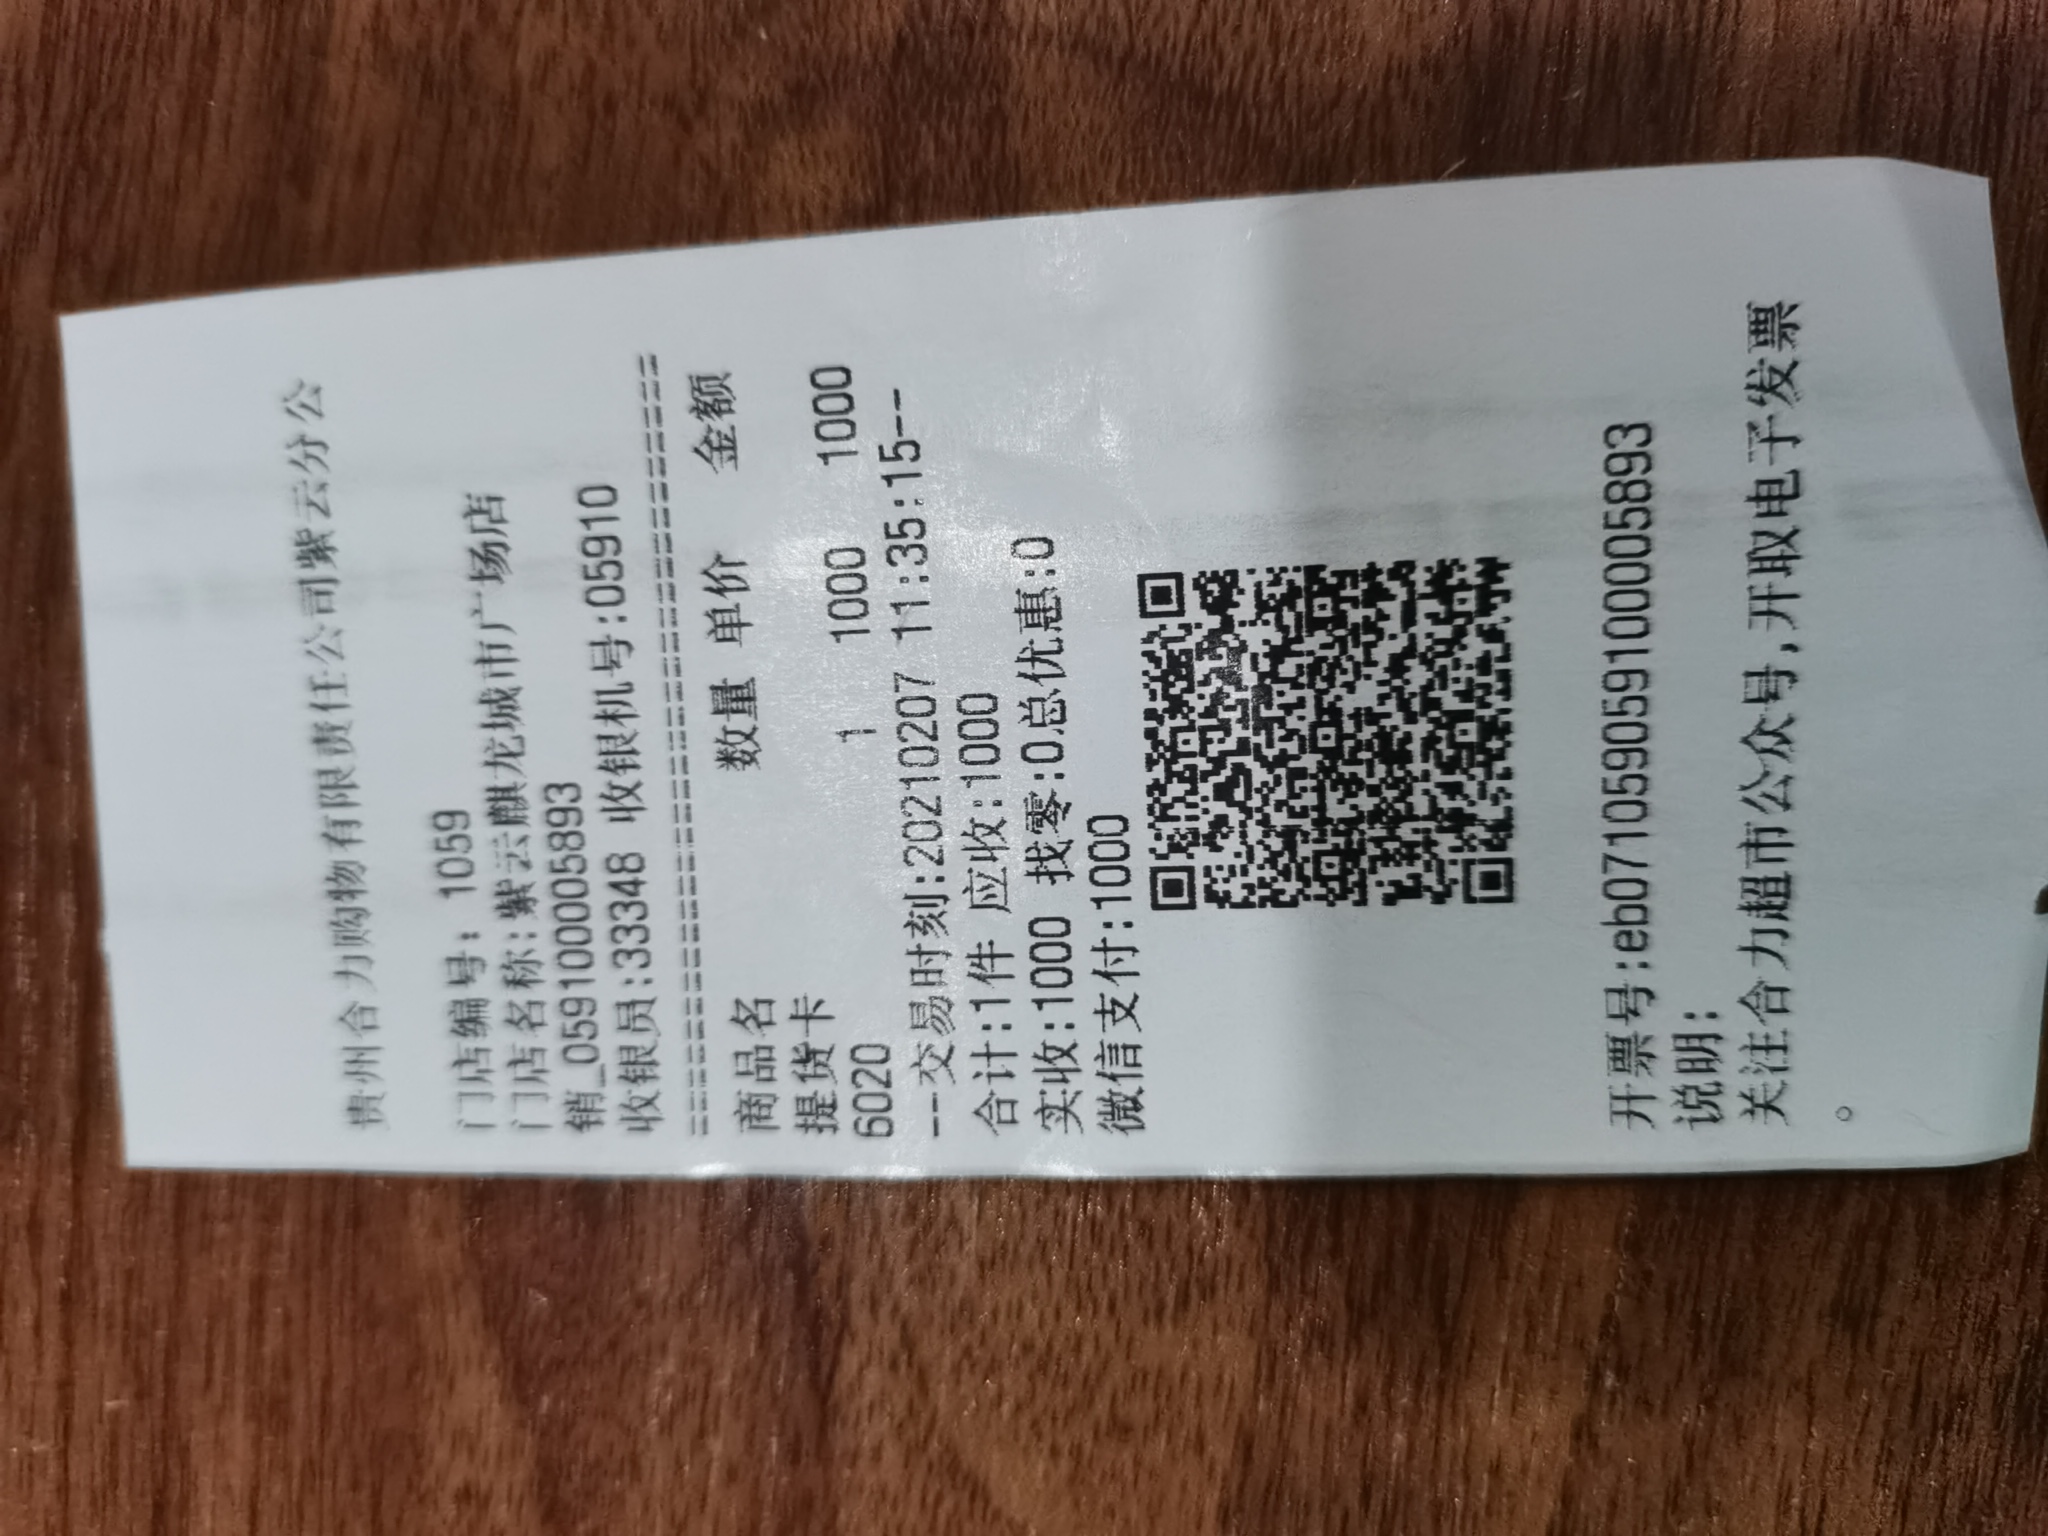 贵州合力购物有限责任公司紫云分公
门店编号: 1059
门店名称:紫云麒龙城市广场店
销_0591000005893
收银员:33348 收银机号:05910
================================
商品名 数量 单价 金额
提货卡
6020 1 1000 1000
--交易时刻:20210207 11:35:15--
合计:1件 应收:1000
实收:1000 找零:0总优惠:0
微信支付:1000
开票号:eb071059059100005893
说明:
关注合力超市公众号,开取电子发票
。